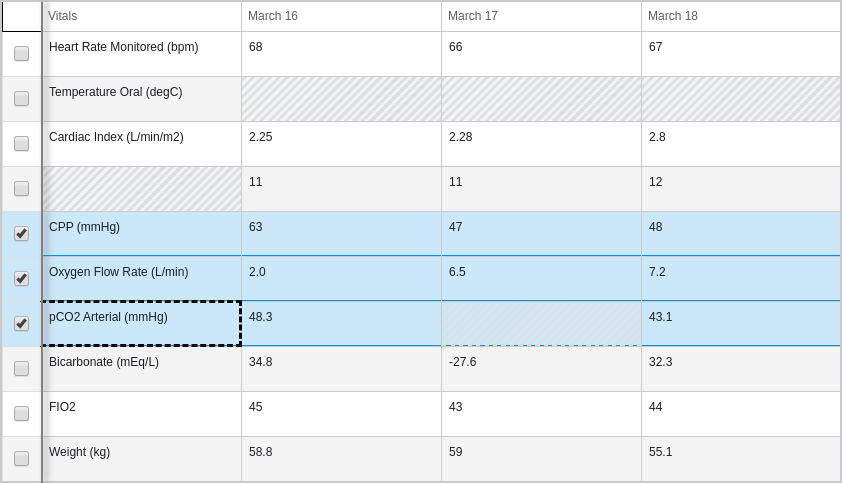 Vitals March 16 March 17 March 18
Heart Rate Monitored (bpm) 68 66 67
Temperature Oral (degC)
Cardiac Index (L/min/m2) 2.25 2.28 2.8
11 11 12
CPP (mmHg) 63 47 48
Oxygen Flow Rate (L/min) 2.0 6.5 7.2
pCO2 Arterial (mmHg) 48.3 43.1
Bicarbonate (mEq/L) 34.8 -27.6 32.3
FIO2 45 43 44
Weight (kg) 58.8 59 55.1